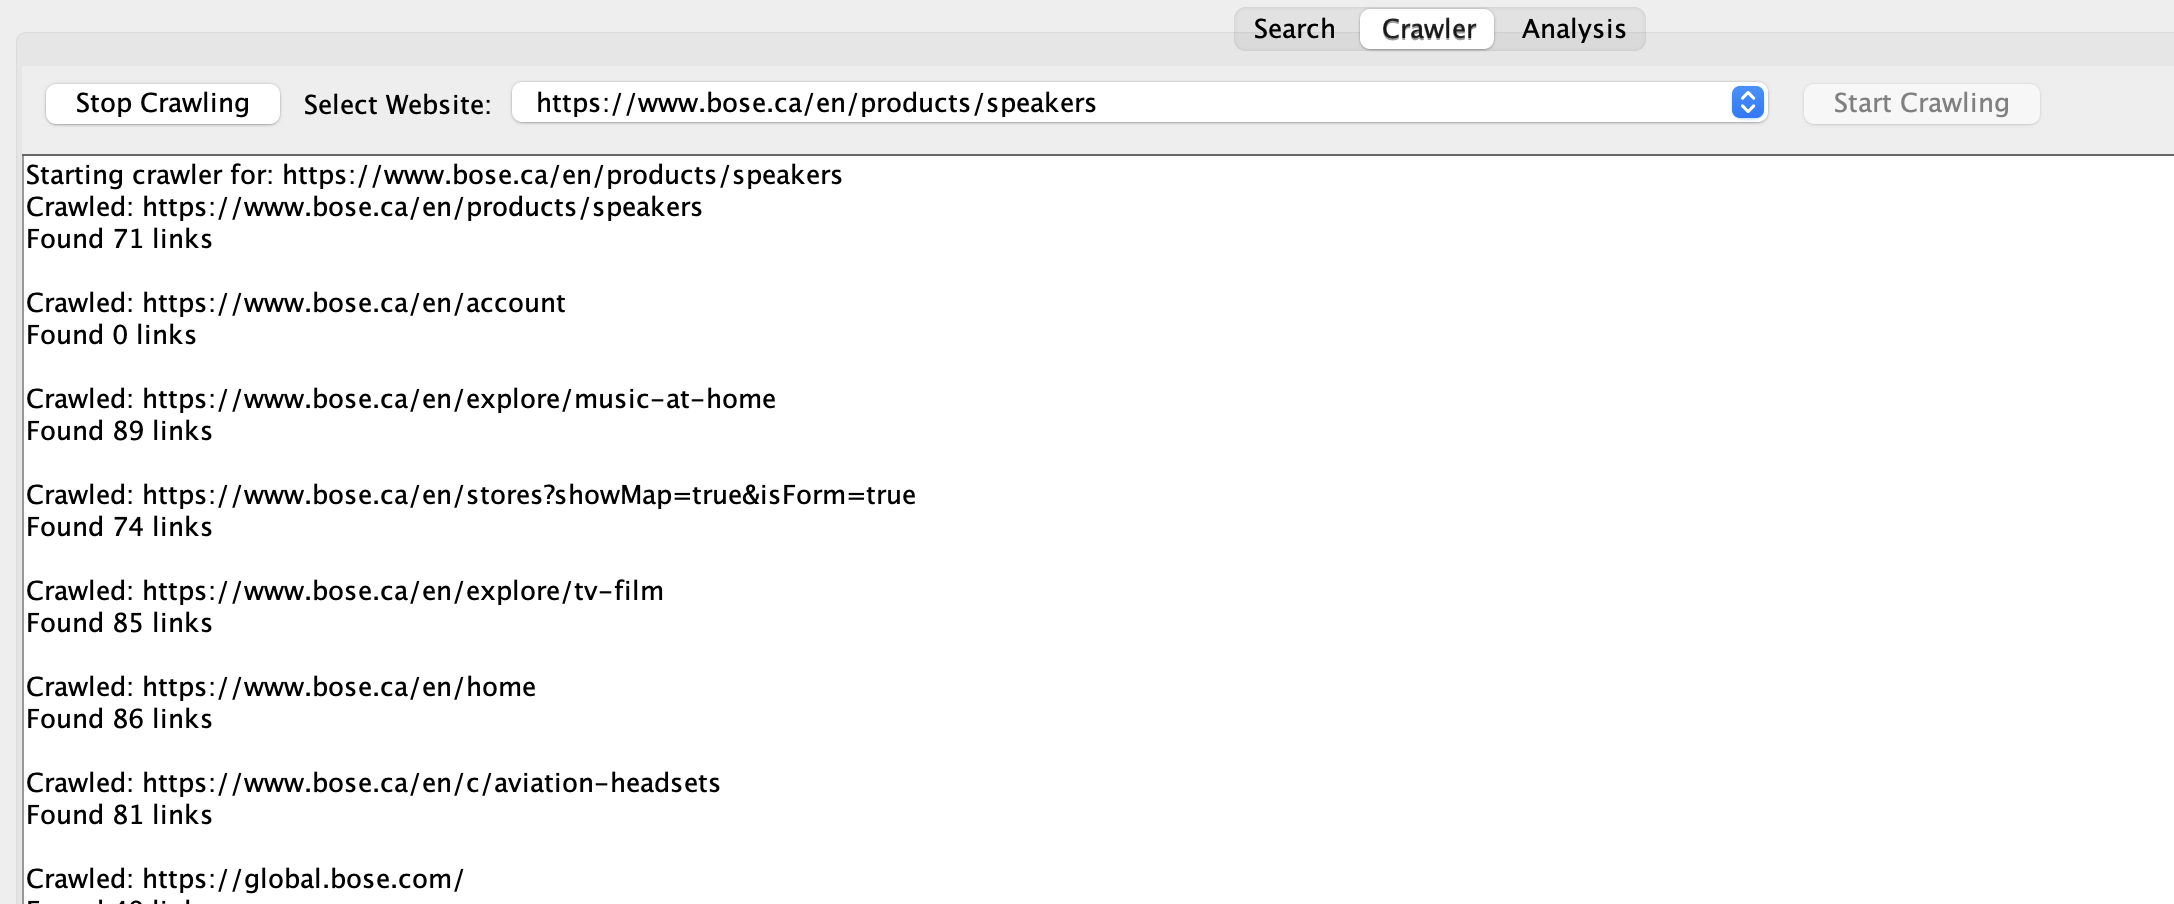 Search Crawler Analysis
Stop Crawling Select Website: https://www.bose.ca/en/products/speakers Start Crawling
Starting crawler for: https://www.bose.ca/en/products/speakers
Crawled: https://www.bose.ca/en/products/speakers
Found 71 links
Crawled: https://www.bose.ca/en/account
Found 0 links
Crawled: https://www.bose.ca/en/explore/music-at-home
Found 89 links
Crawled: https://www.bose.ca/en/stores?showMap=true&isForm=true
Found 74 links
Crawled: https://www.bose.ca/en/explore/tv-film
Found 85 links
Crawled: https://www.bose.ca/en/home
Found 86 links
Crawled: https://www.bose.ca/en/c/aviation-headsets
Found 81 links
Crawled: https://global.bose.com/